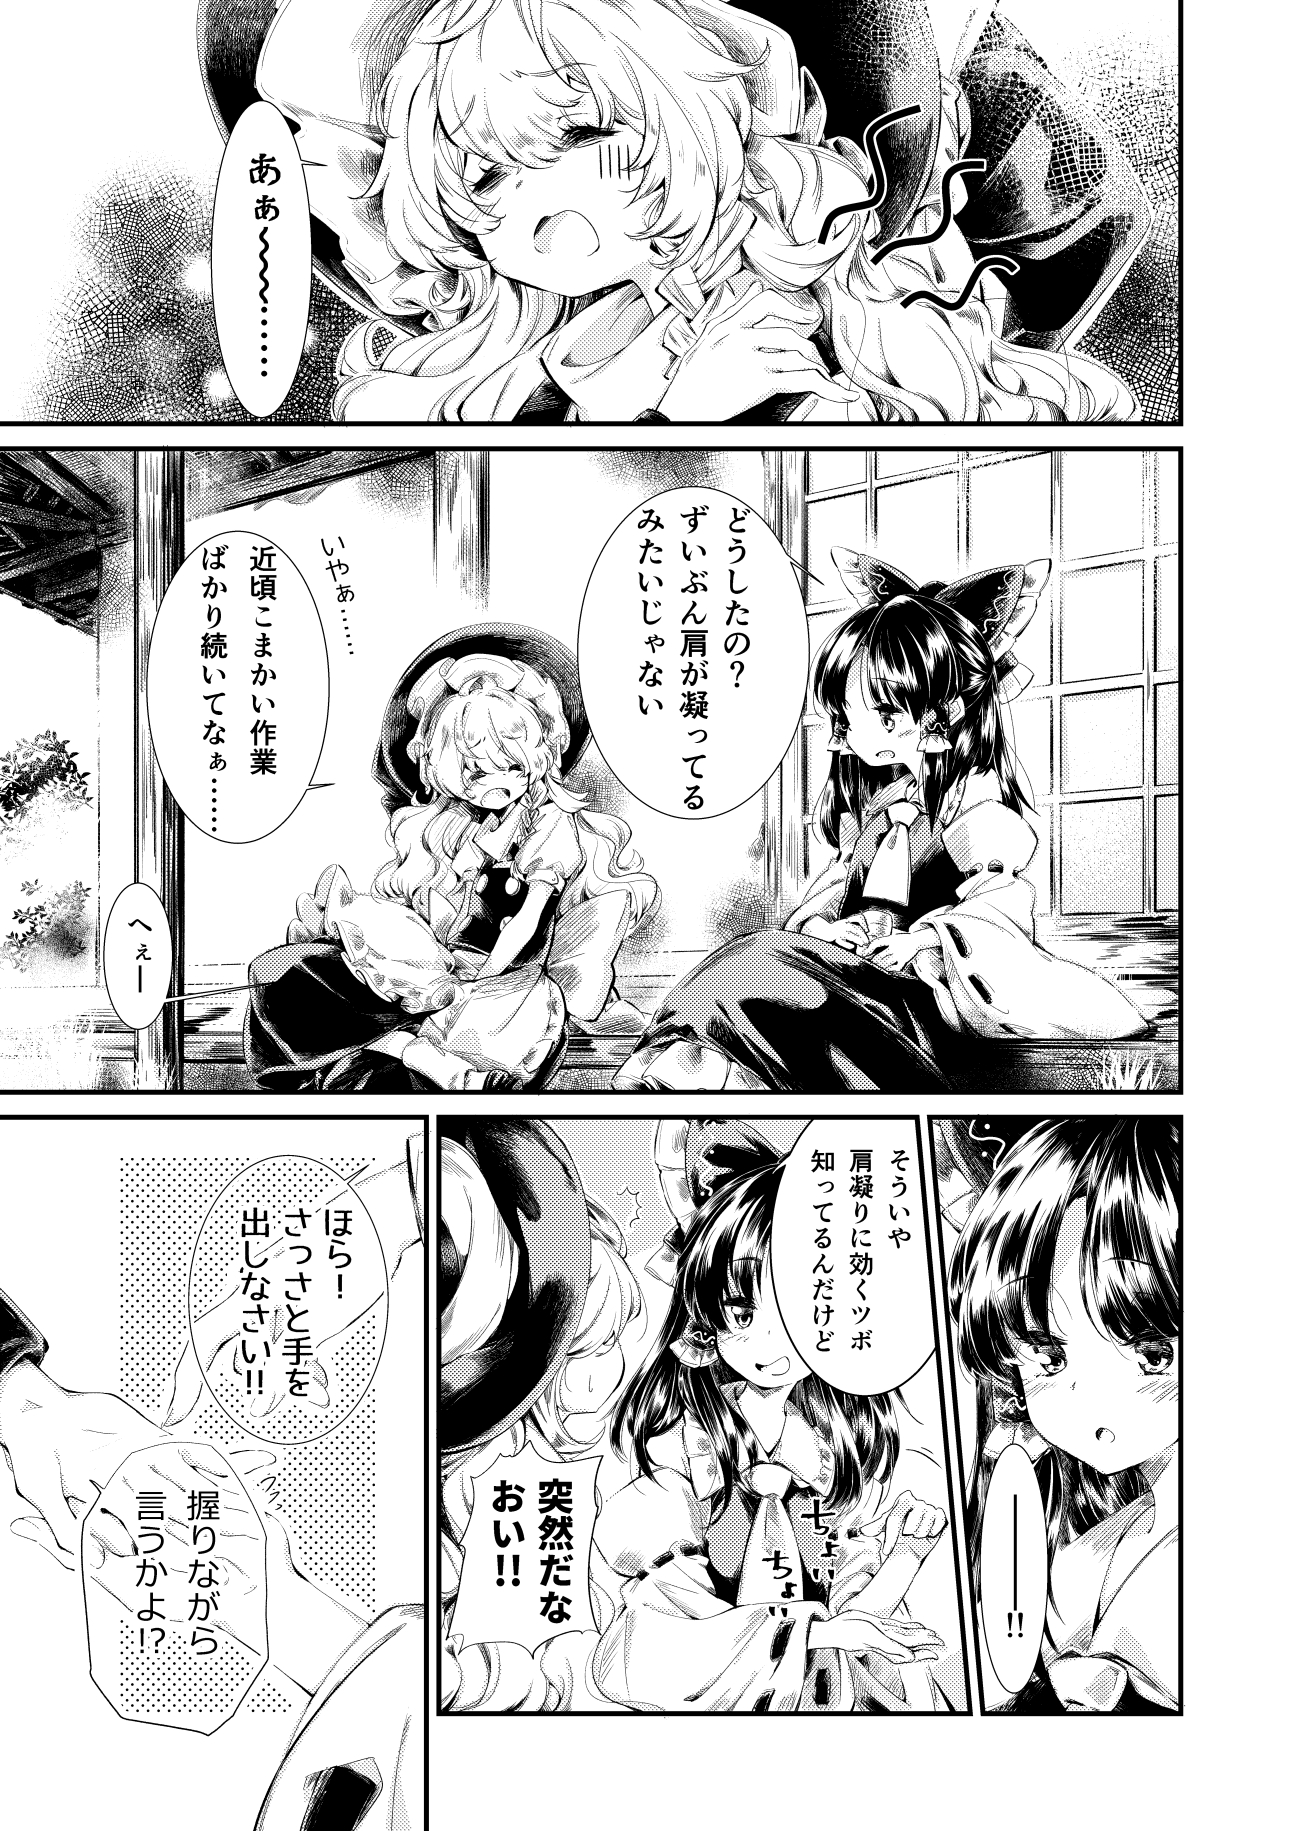 あぁ～～～……
どうしたの？
ずいぶん肩が凝ってる
みたいじゃない
いやぁ……
近頃こまかい作業
ばかり続いてなぁ……
へぇー
――!!
そういや
肩凝りに効くツボ
知ってるんだけど
ちょい
ちょい
突然だな
おい!!
ほら！
さっさと手を
出しなさい!!
握りながら
言うかよ!?